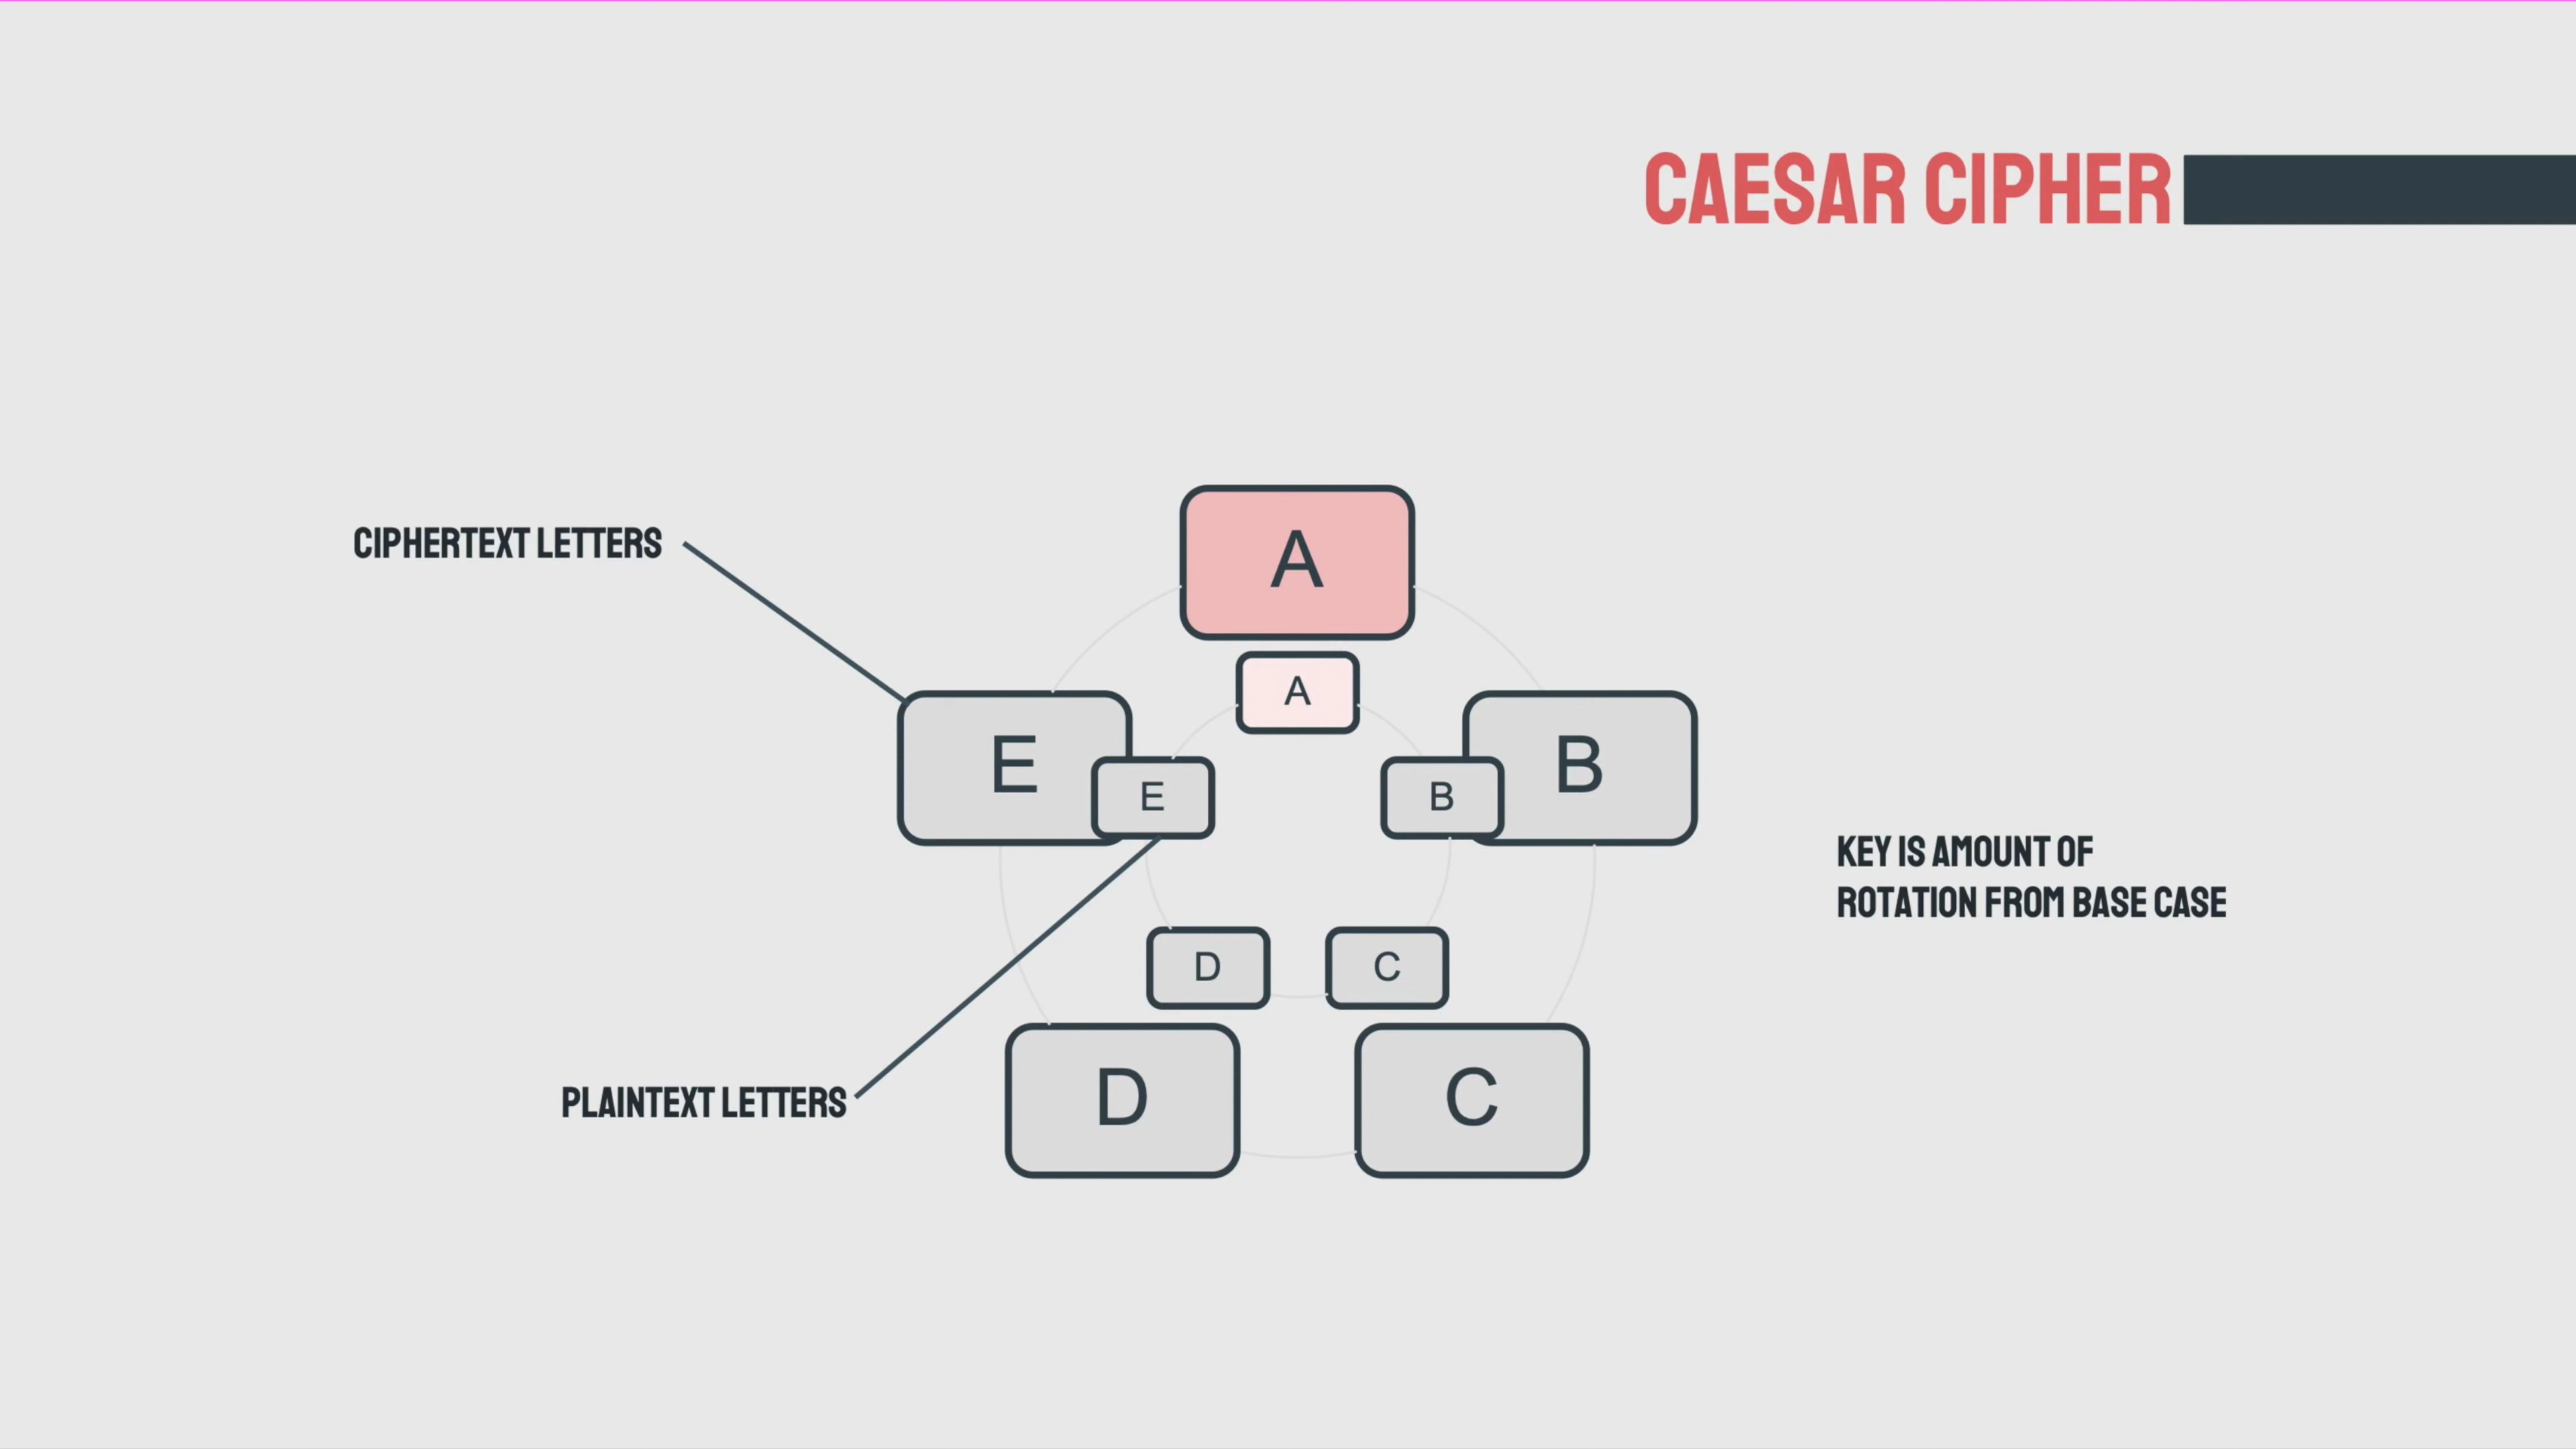 CAESAR CIPHER
CIPHERTEXT LETTERS
A
A
E
B
E
B
KEY IS AMOUNT OF
ROTATION FROM BASE CASE
D
C
D
C
PLAINTEXT LETTERS